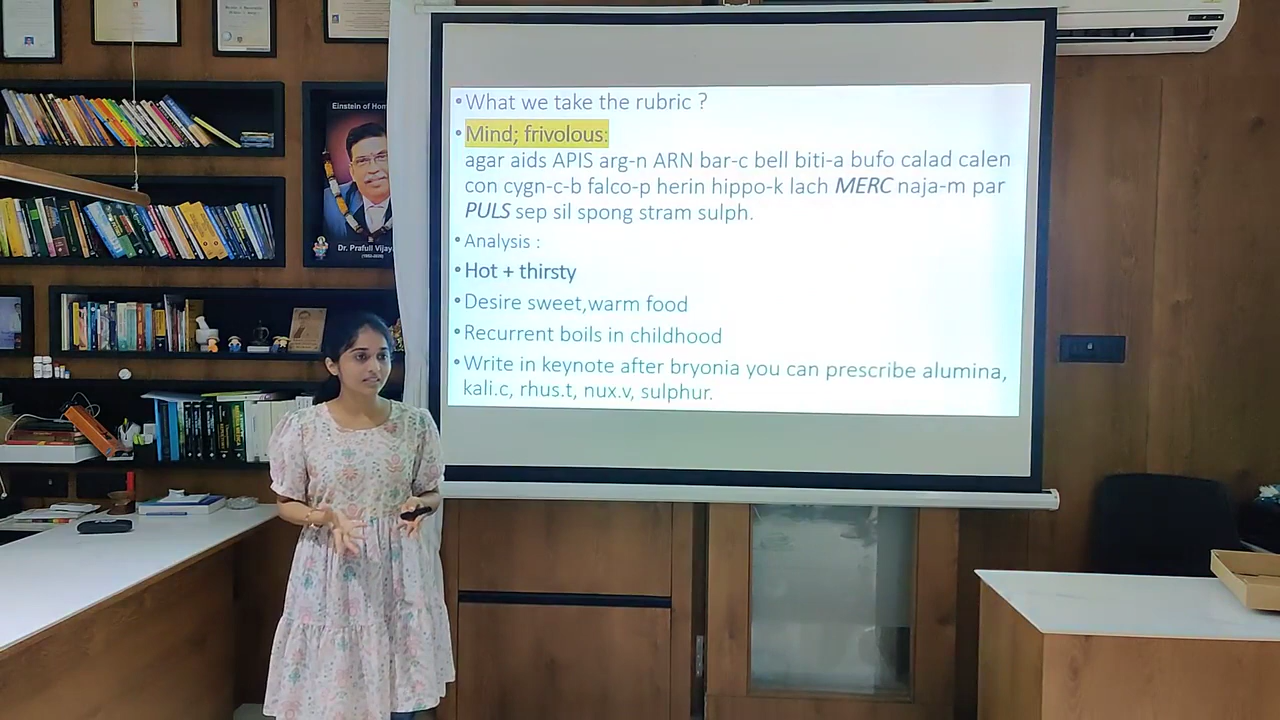 Einstein of Hom
Dr. Prafull Vijay
• What we take the rubric ?
• Mind; frivolous:
agar aids APIS arg-n ARN bar-c bell biti-a bufo calad calen
con cygn-c-b falco-p herin hippo-k lach MERC naja-m par
PULS sep sil spong stram sulph.
• Analysis :
• Hot + thirsty
• Desire sweet,warm food
• Recurrent boils in childhood
• Write in keynote after bryonia you can prescribe alumina,
kali.c, rhus.t, nux.v, sulphur.